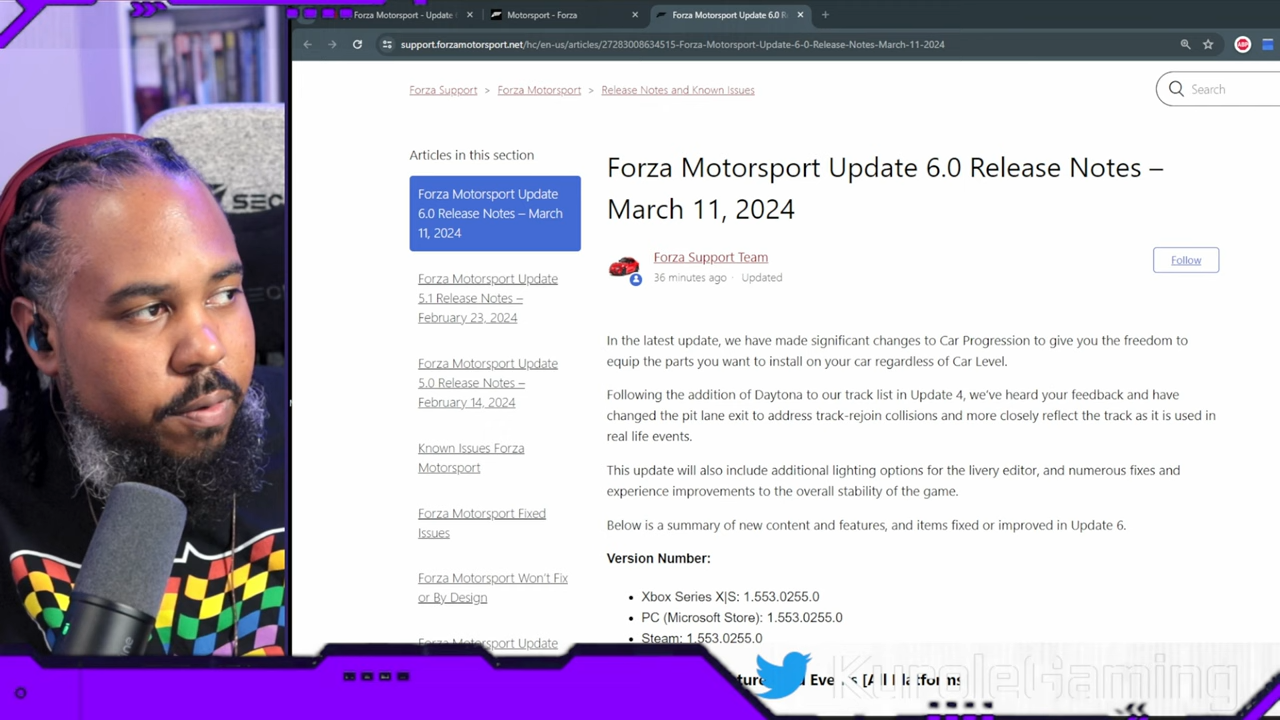 Forza Motorsport - Update
Motorsport - Forza
Forza Motorsport Update 6.0 R
support.forzamotorsport.net/hc/en-us/articles/27283008634515-Forza-Motorsport-Update-6-0-Release-Notes-March-11-2024
ABP
Forza Support > Forza Motorsport > Release Notes and Known Issues
Search
Articles in this section
Forza Motorsport Update
6.0 Release Notes – March
11, 2024
Forza Motorsport Update
5.1 Release Notes –
February 23, 2024
Forza Motorsport Update
5.0 Release Notes –
February 14, 2024
Known Issues Forza
Motorsport
Forza Motorsport Fixed
Issues
Forza Motorsport Won't Fix
or By Design
Forza Motorsport Update
Forza Motorsport Update 6.0 Release Notes –
March 11, 2024
Forza Support Team
36 minutes ago · Updated
Follow
In the latest update, we have made significant changes to Car Progression to give you the freedom to
equip the parts you want to install on your car regardless of Car Level.
Following the addition of Daytona to our track list in Update 4, we've heard your feedback and have
changed the pit lane exit to address track-rejoin collisions and more closely reflect the track as it is used in
real life events.
This update will also include additional lighting options for the livery editor, and numerous fixes and
experience improvements to the overall stability of the game.
Below is a summary of new content and features, and items fixed or improved in Update 6.
Version Number:
• Xbox Series X|S: 1.553.0255.0
• PC (Microsoft Store): 1.553.0255.0
• Steam: 1.553.0255.0
[All Platforms
KuroleGaming